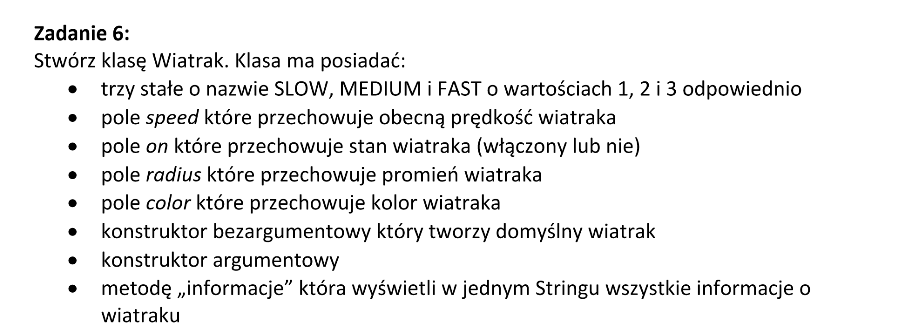 Zadanie 6:
Stwórz klasę Wiatrak. Klasa ma posiadać:
• trzy stałe o nazwie SLOW, MEDIUM i FAST o wartościach 1, 2 i 3 odpowiednio
• pole speed które przechowuje obecną prędkość wiatraka
• pole on które przechowuje stan wiatraka (włączony lub nie)
• pole radius które przechowuje promień wiatraka
• pole color które przechowuje kolor wiatraka
• konstruktor bezargumentowy który tworzy domyślny wiatrak
• konstruktor argumentowy
• metodę „informacje” która wyświetli w jednym Stringu wszystkie informacje o
wiatraku